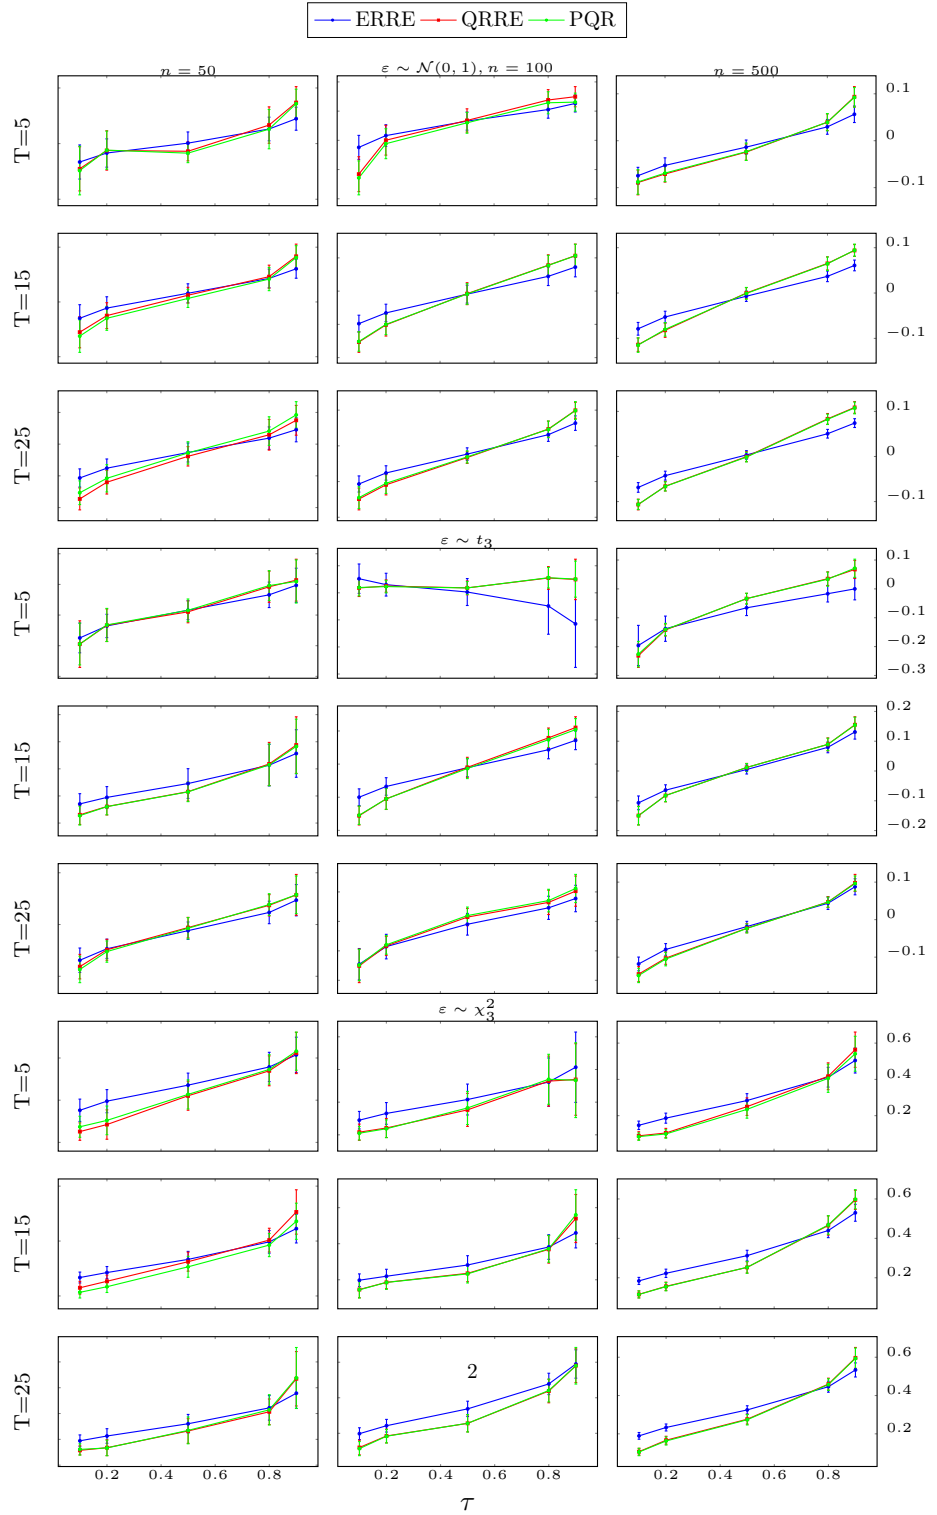 ERRE QRRE PQR
n = 50
ε ∼ 𝒩(0, 1), n = 100
n = 500
T=5
0.1
0
−0.1
T=15
0.1
0
−0.1
T=25
0.1
0
−0.1
ε ∼ t₃
T=5
0.1
0
−0.1
−0.2
−0.3
T=15
0.2
0.1
0
−0.1
−0.2
T=25
0.1
0
−0.1
ε ∼ χ²₃
T=5
0.6
0.4
0.2
T=15
0.6
0.4
0.2
T=25
2
0.6
0.4
0.2
0.2 0.4 0.6 0.8 0.2 0.4 0.6 0.8 0.2 0.4 0.6 0.8
τ